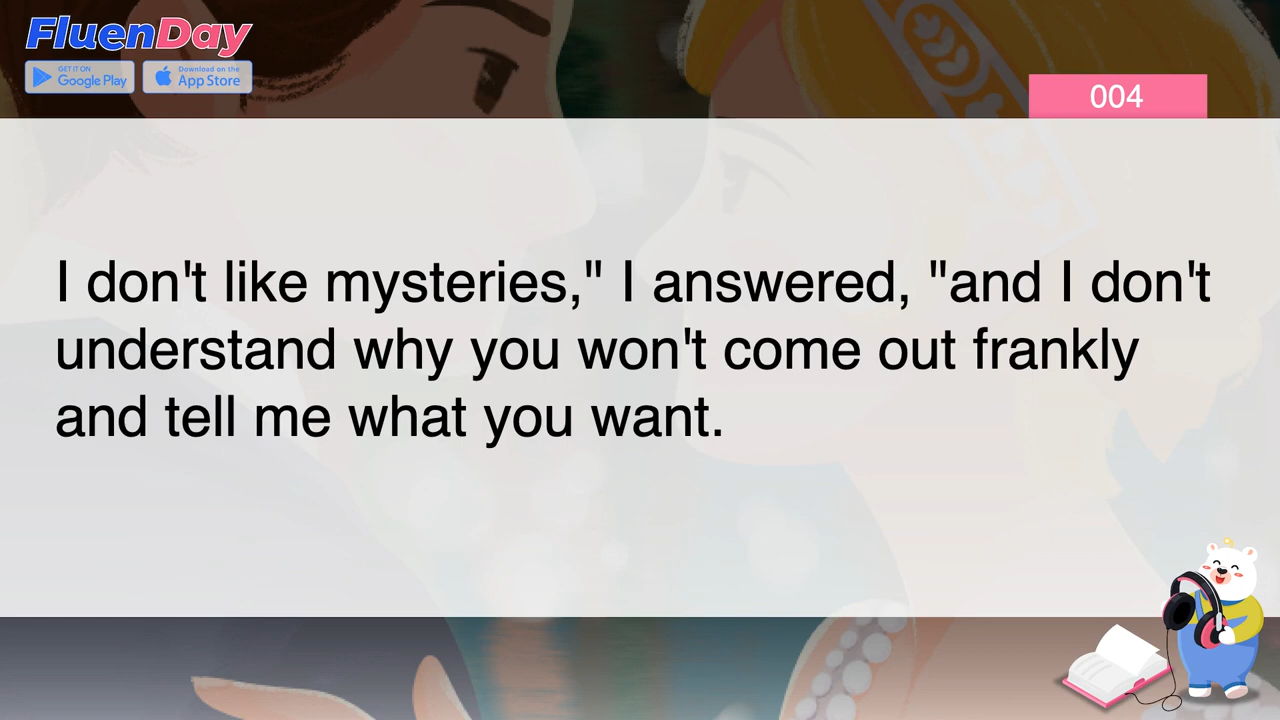 FluenDay
GET IT ON
Google Play
Download on the
App Store
004
I don't like mysteries," I answered, "and I don't
understand why you won't come out frankly
and tell me what you want.